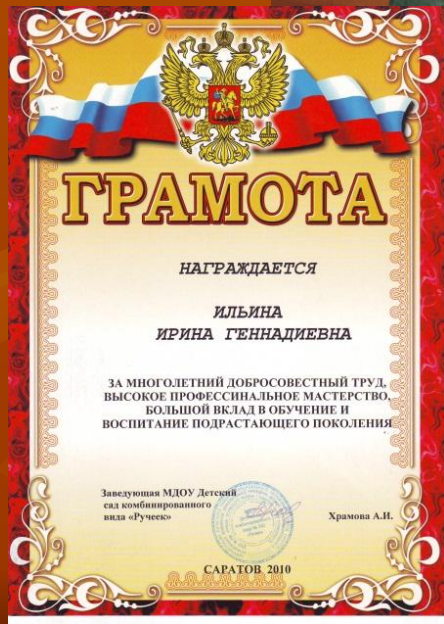 ГРАМОТА
НАГРАЖДАЕТСЯ
ИЛЬИНА
ИРИНА ГЕННАДИЕВНА
ЗА МНОГОЛЕТНИЙ ДОБРОСОВЕСТНЫЙ ТРУД,
ВЫСОКОЕ ПРОФЕССИНАЛЬНОЕ МАСТЕРСТВО,
БОЛЬШОЙ ВКЛАД В ОБУЧЕНИЕ И
ВОСПИТАНИЕ ПОДРАСТАЮЩЕГО ПОКОЛЕНИЯ
Заведующая МДОУ Детский
сад комбинированного
вида «Ручеек»
Храмова А.И.
САРАТОВ 2010